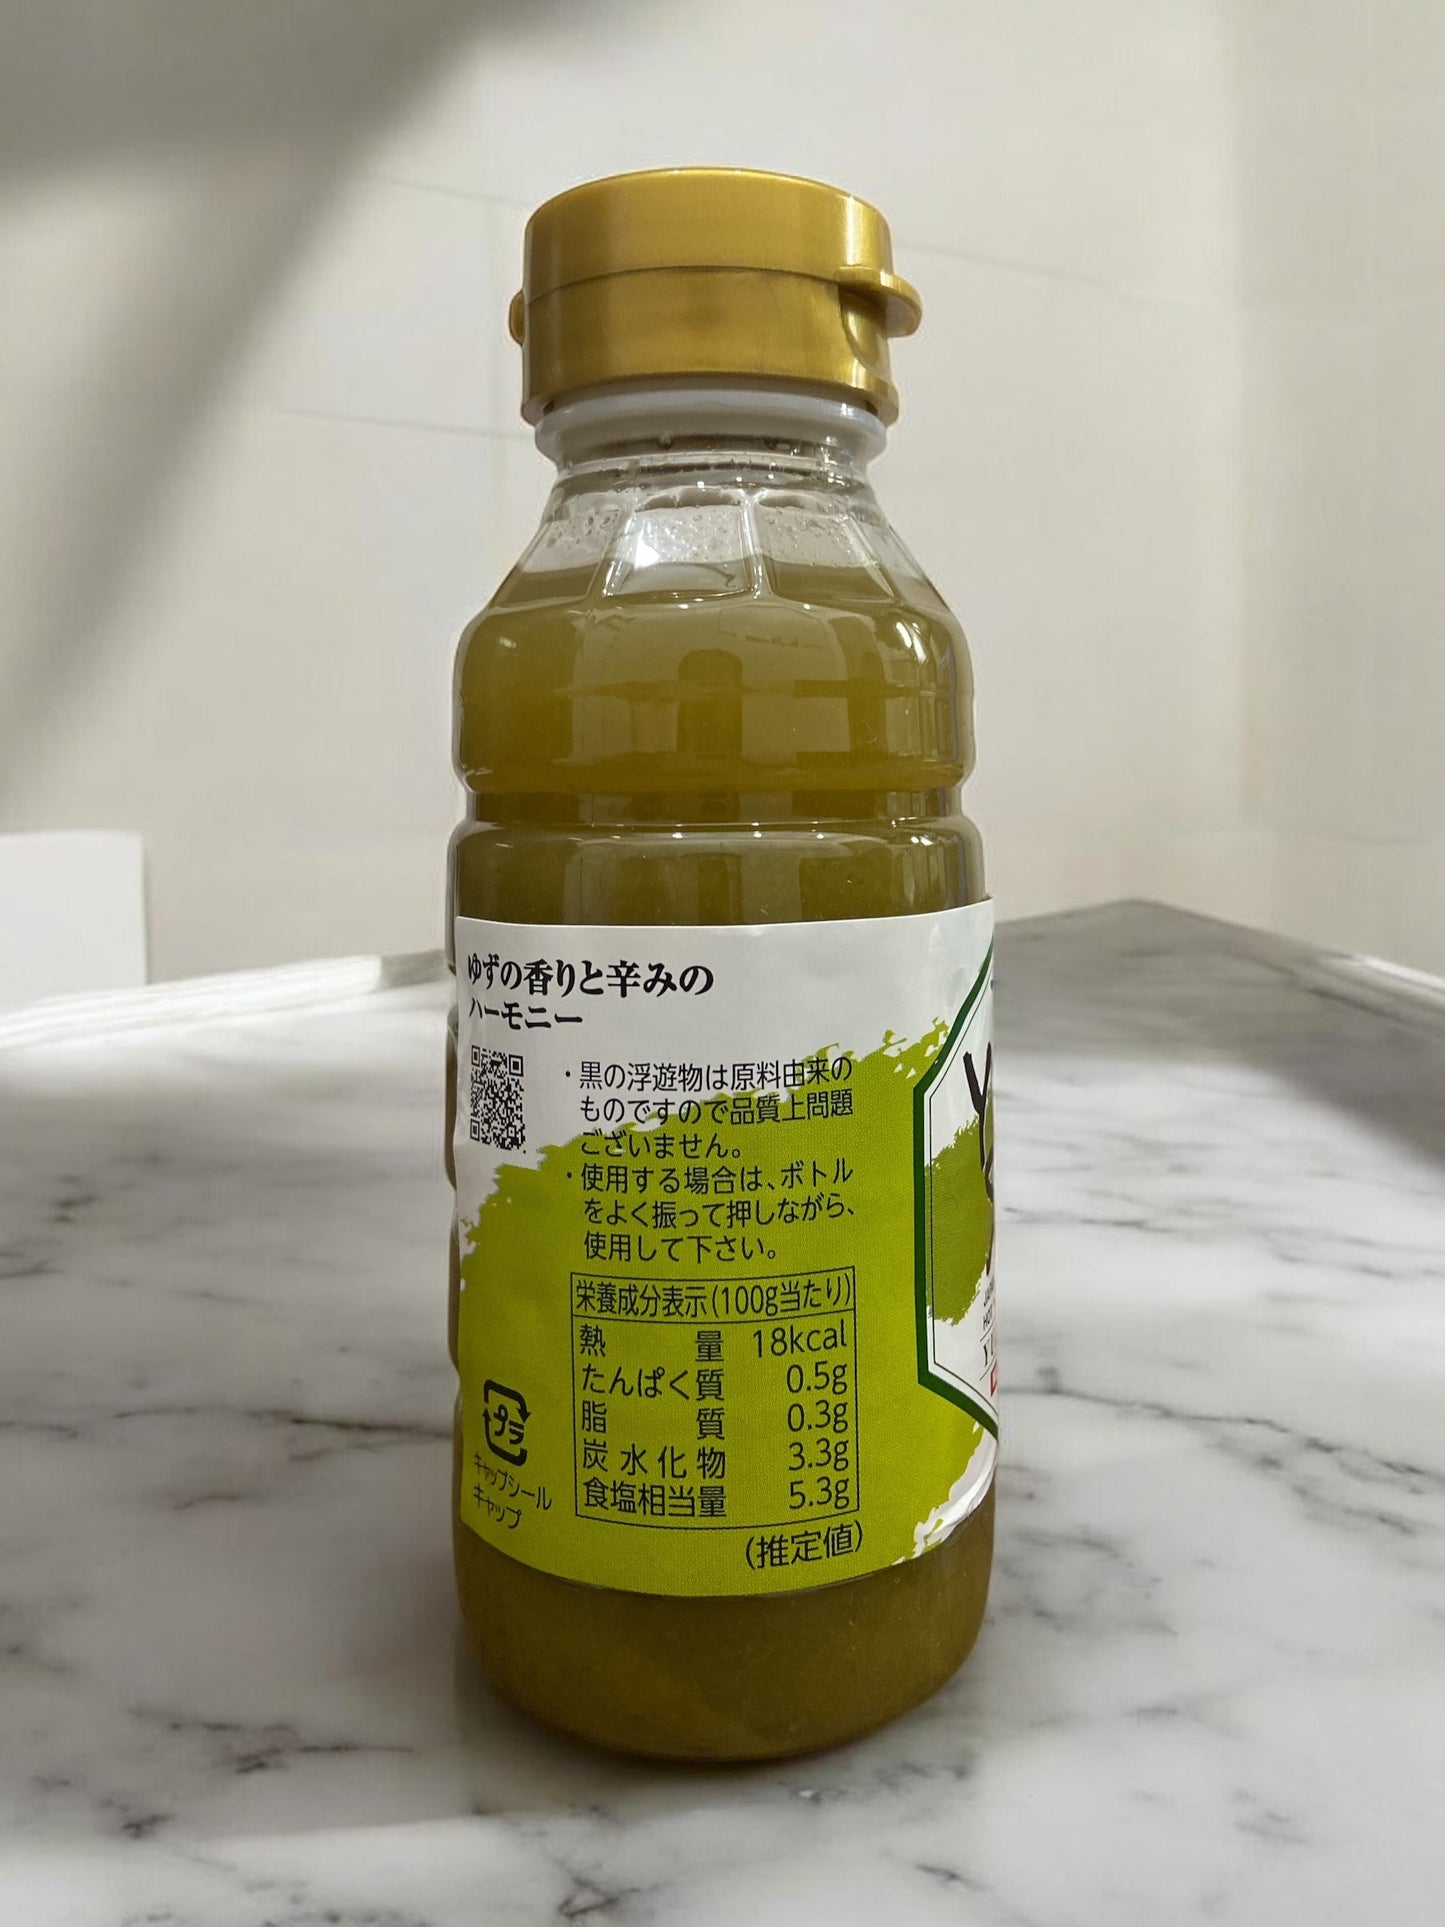 ゆずの香りと辛みの
ハーモニー
・黒の浮遊物は原料由来の
ものですので品質上問題
ございません。
・使用する場合は、ボトル
をよく振って押しながら、
使用して下さい。
栄養成分表示(100g当たり)
熱量 18kcal
たんぱく質 0.5g
脂質 0.3g
炭水化物 3.3g
食塩相当量 5.3g
(推定値)
プラ
キャップシール
キャップ